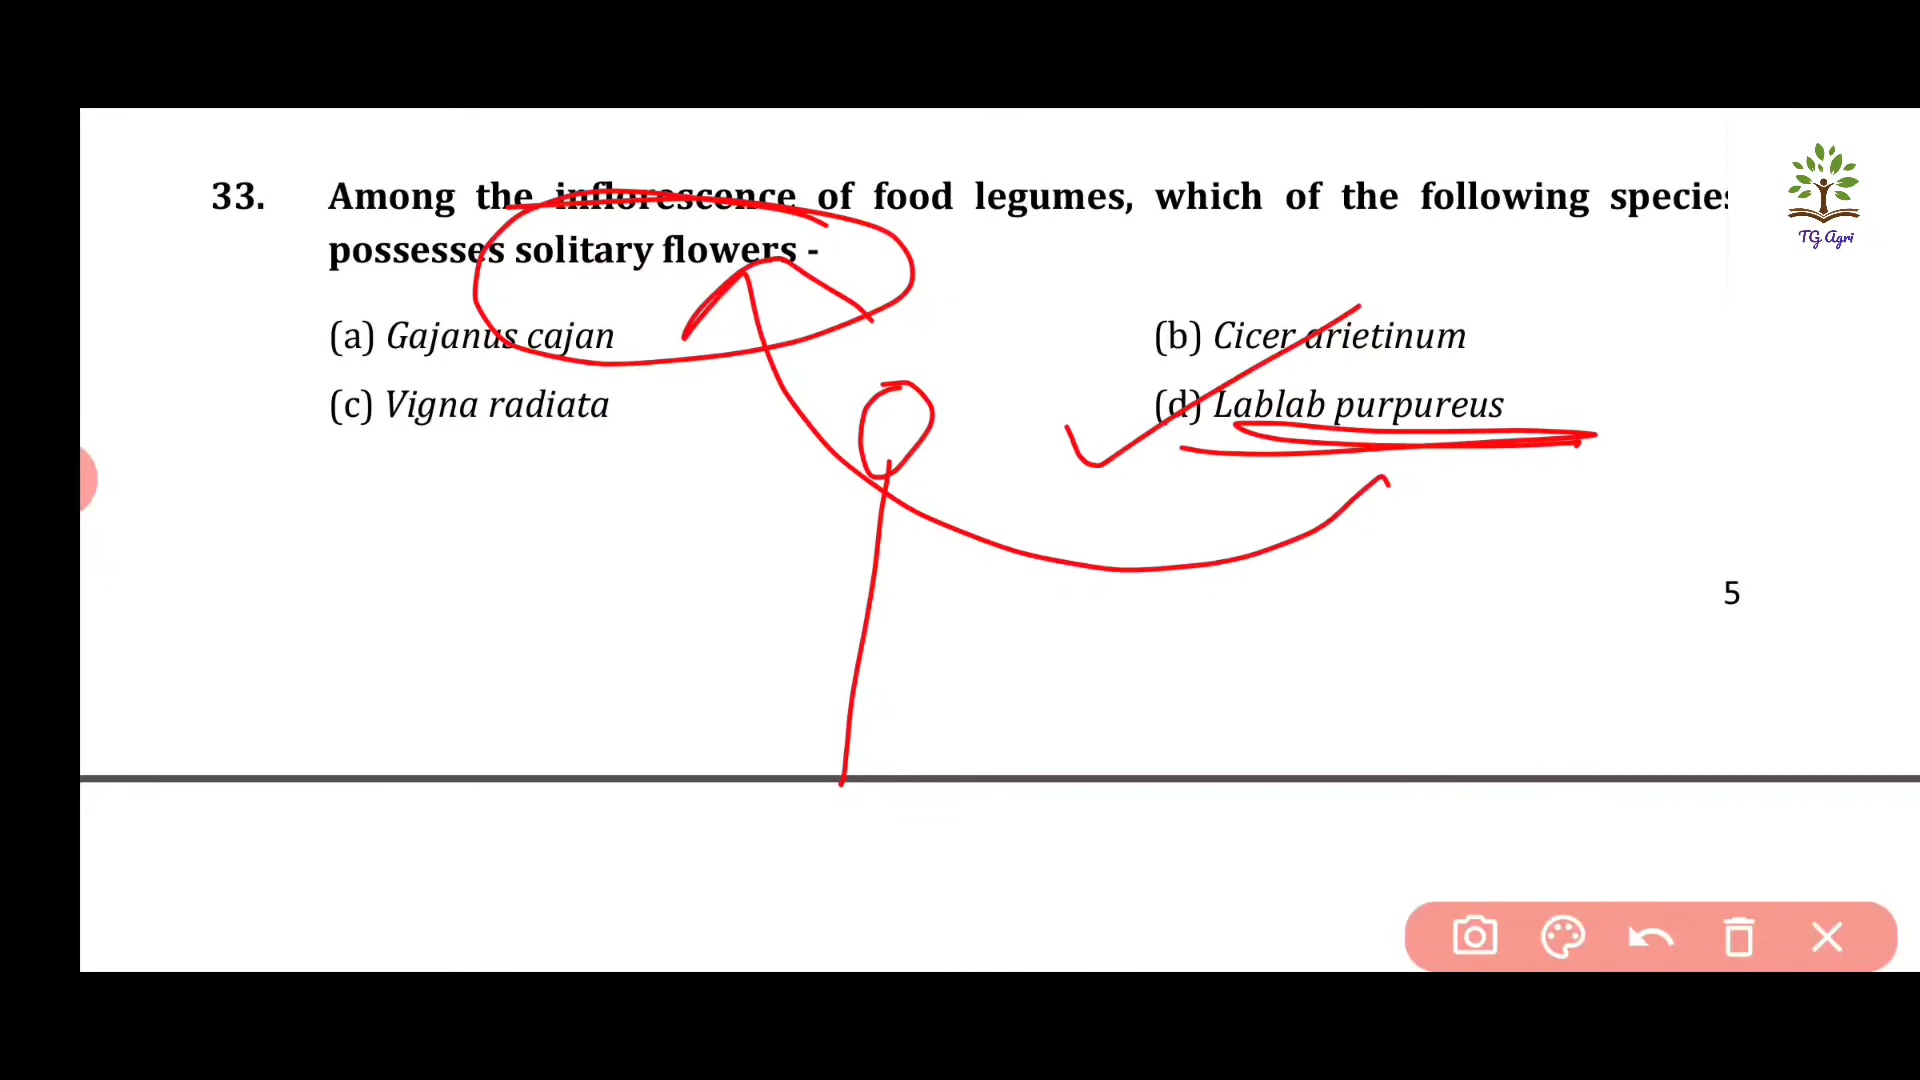 33. Among the inflorescence of food legumes, which of the following species
possesses solitary flowers -
(a) Gajanus cajan (b) Cicer arietinum
(c) Vigna radiata (d) Lablab purpureus
5
TG Agri